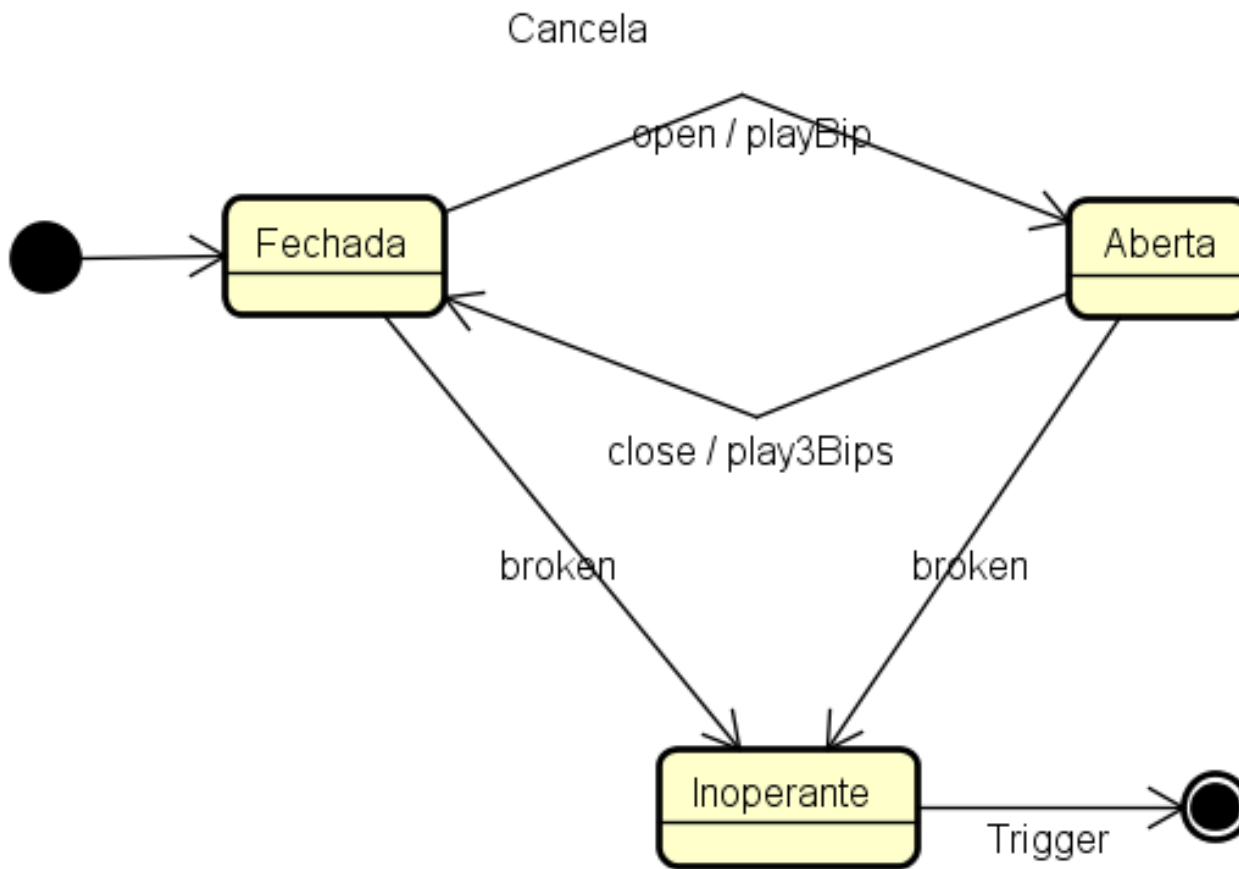 Cancela
open / playBip
Fechada
Aberta
close / play3Bips
broken
broken
Inoperante
Trigger